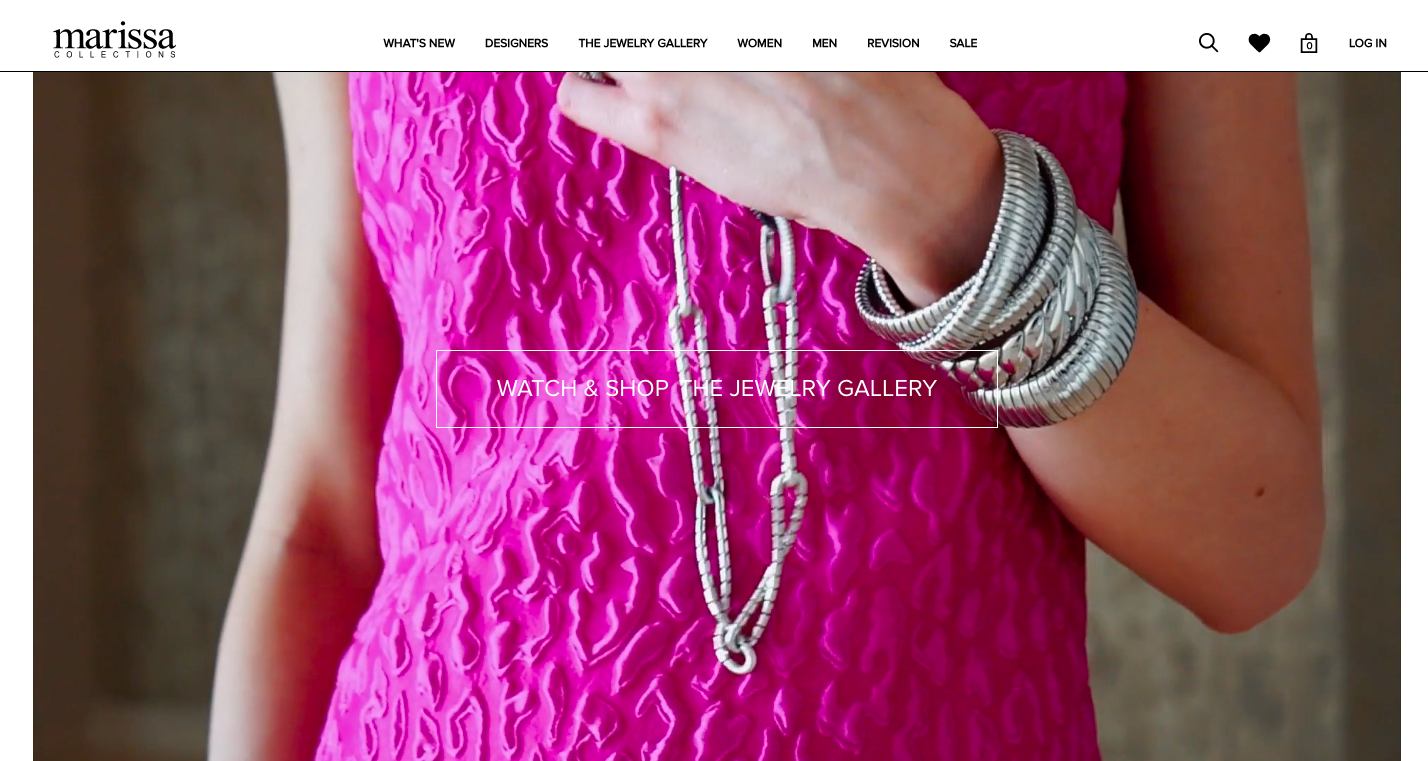 marissa
COLLECTIONS
WHAT'S NEW
DESIGNERS
THE JEWELRY GALLERY
WOMEN
MEN
REVISION
SALE
0
LOG IN
WATCH & SHOP THE JEWELRY GALLERY